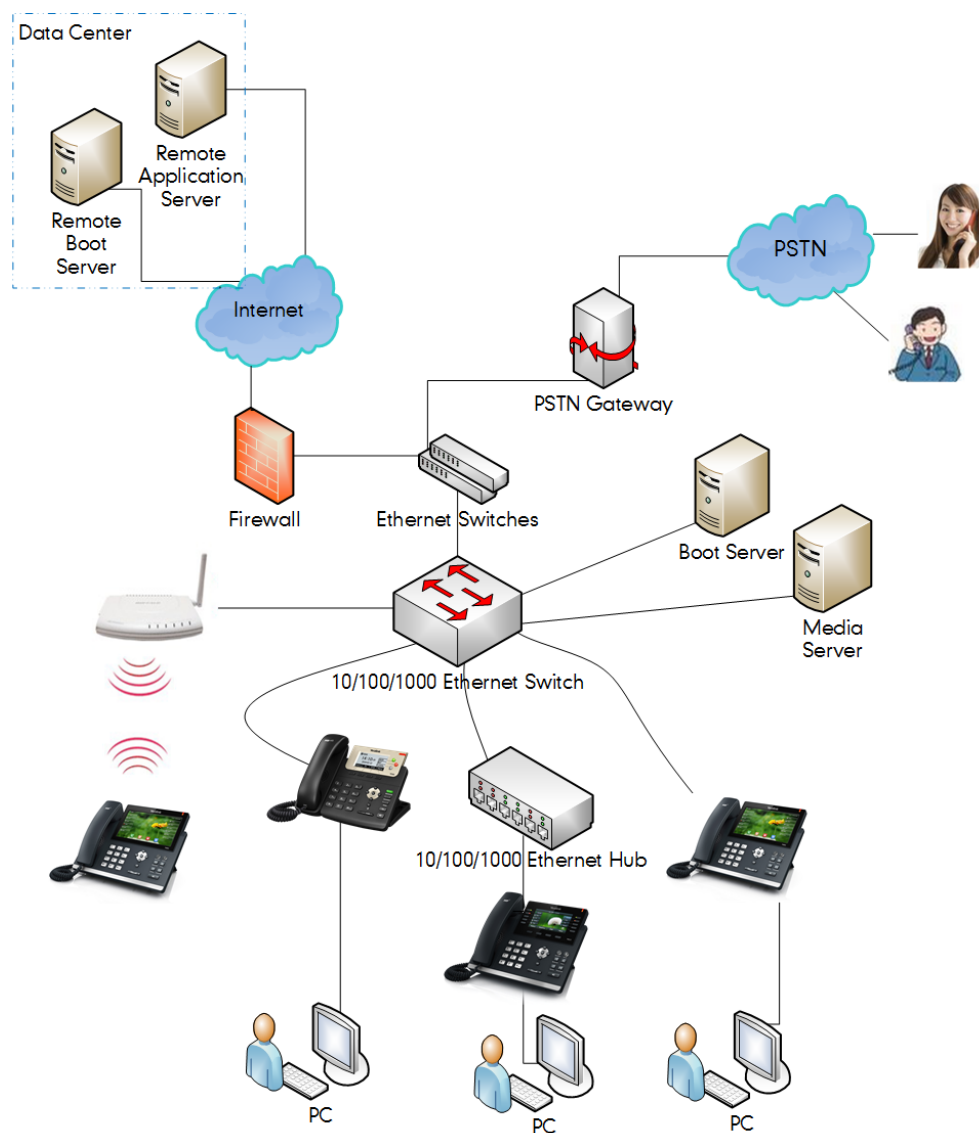 Data Center
Remote
Application
Server
Remote
Boot
Server
Internet
PSTN
PSTN Gateway
Firewall
Ethernet Switches
Boot Server
Media
Server
10/100/1000 Ethernet Switch
10/100/1000 Ethernet Hub
PC
PC
PC